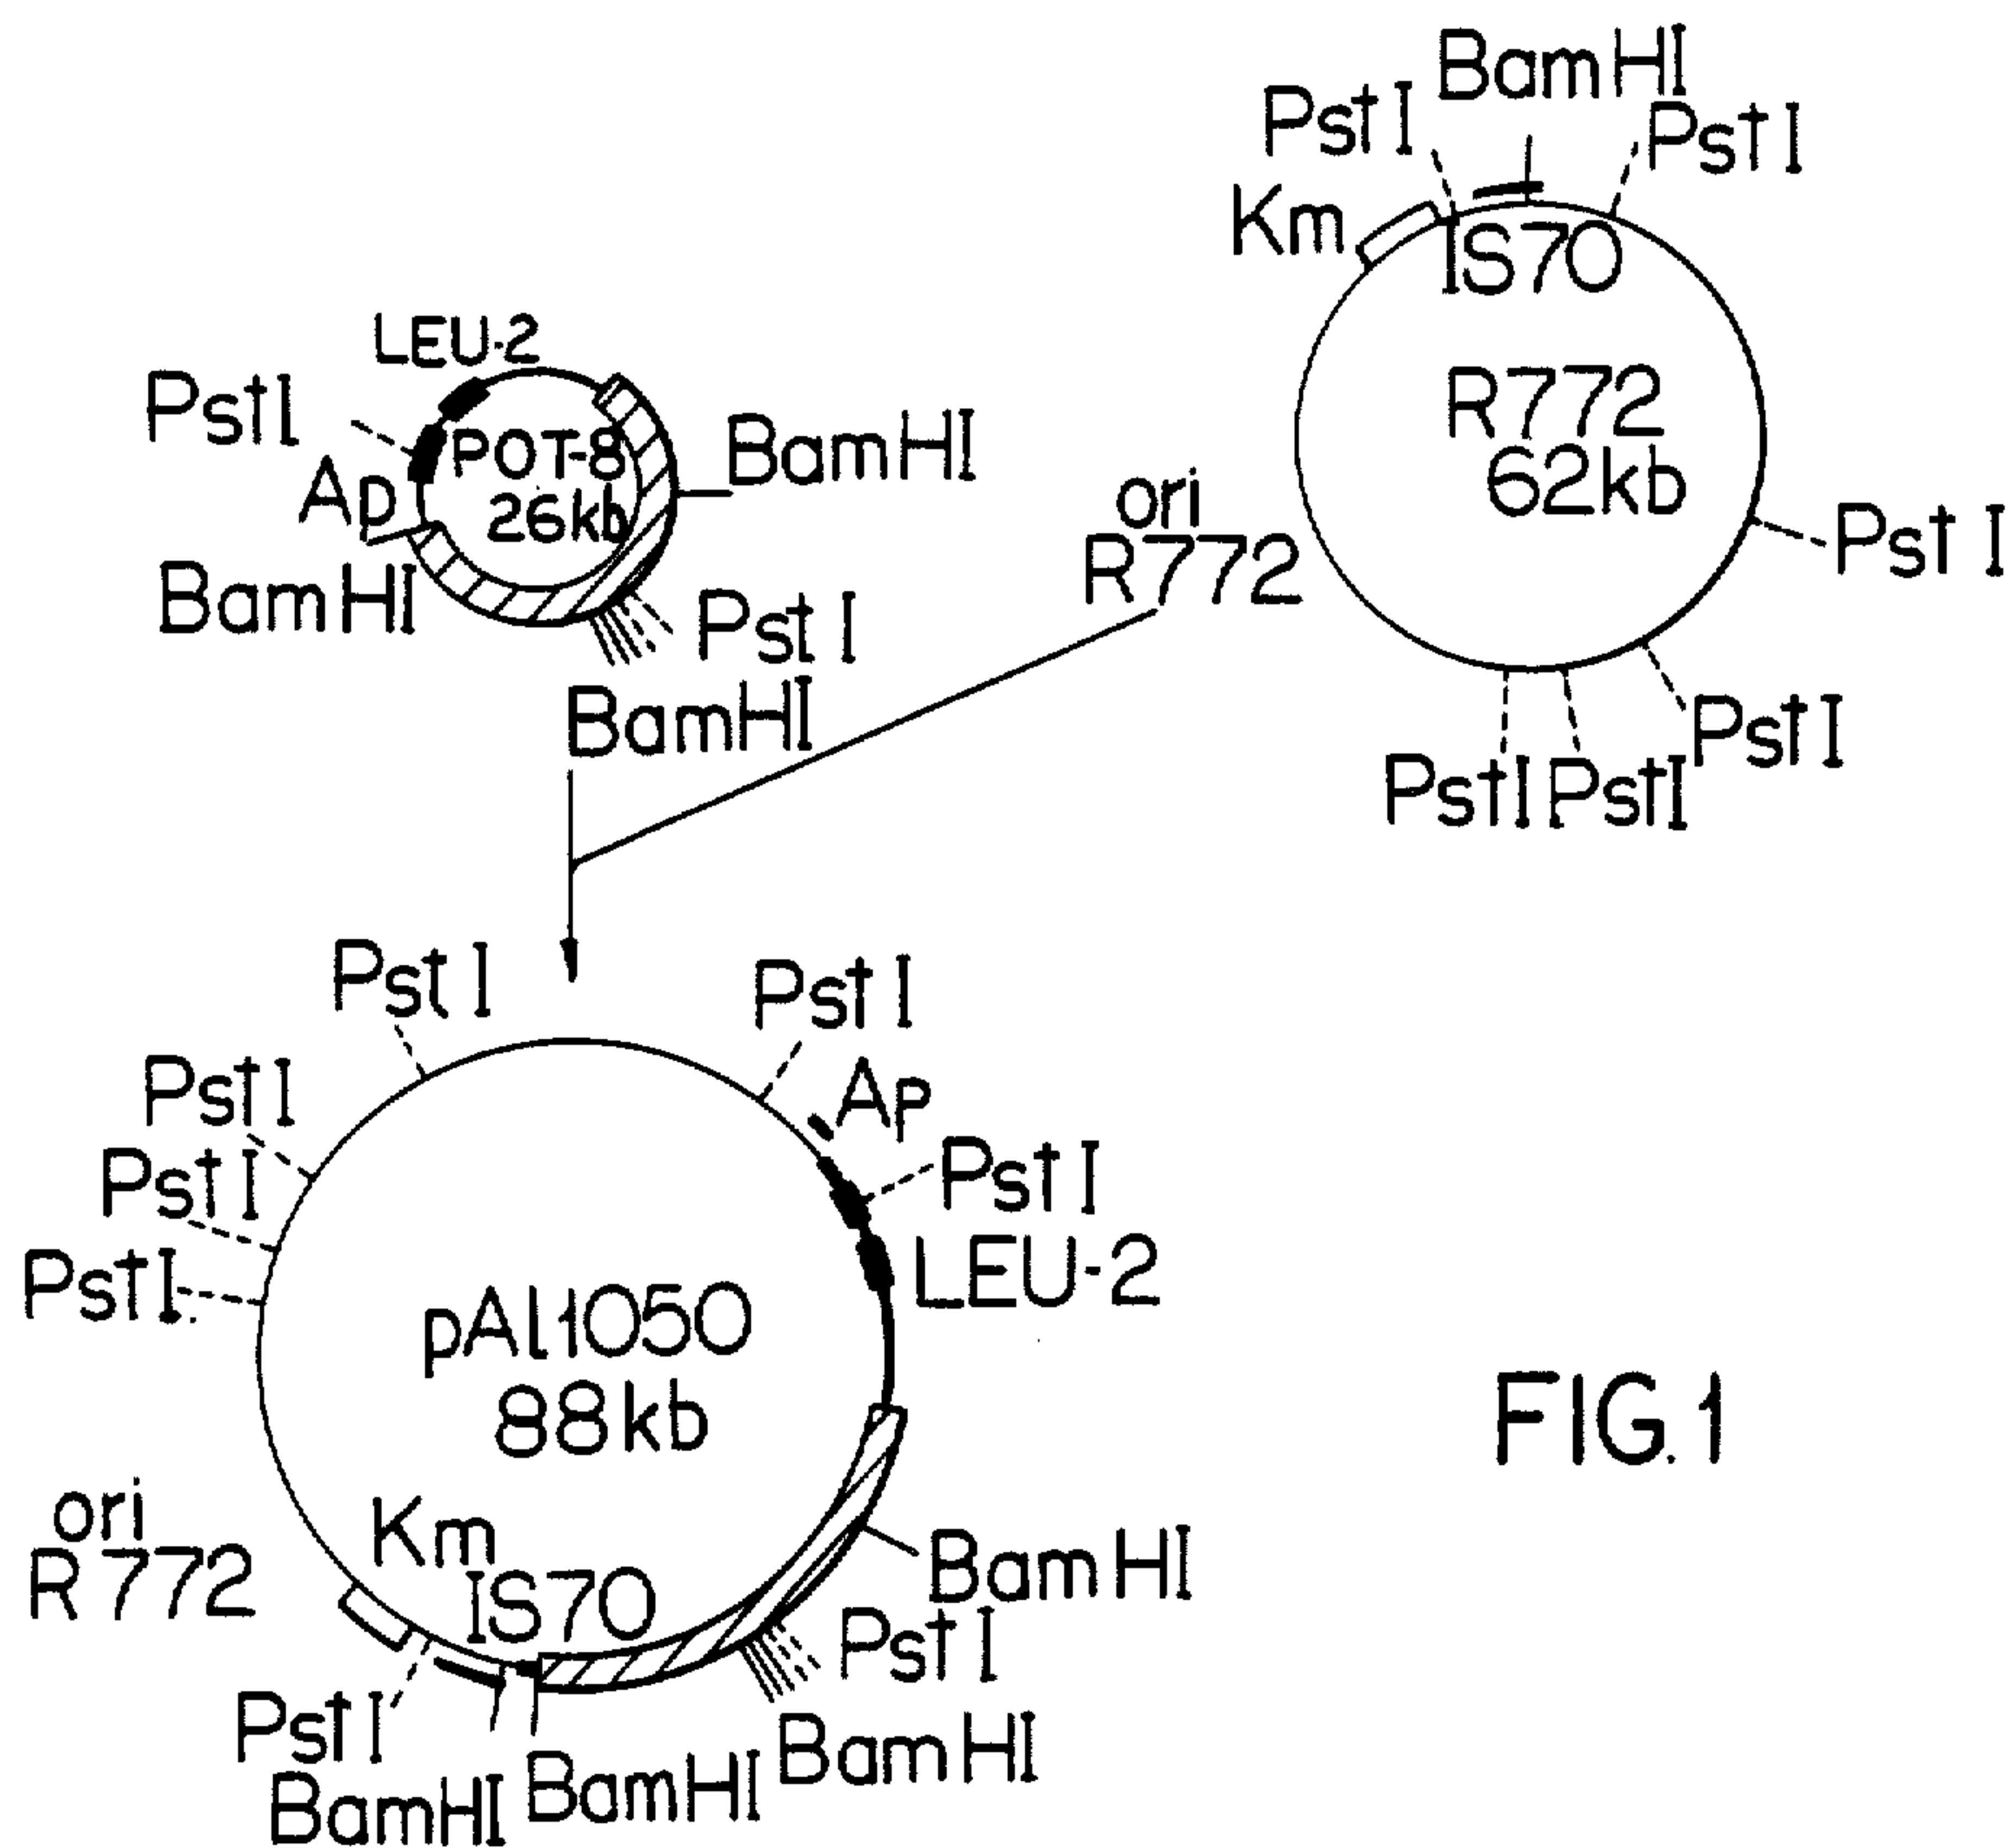 BamHI
PstI
PstI
Km
IS70
R772
62kb
PstI
PstI
PstI
PstI
ori
R772
LEU-2
PstI
POT-8
26kb
Ap
BamHI
BamHI
PstI
BamHI
PstI
PstI
Ap
PstI
PstI
PstI
LEU-2
PstI
pAl1050
88kb
ori
R772
Km
IS70
BamHI
PstI
BamHI
PstI
BamHI
BamHI
FIG.1